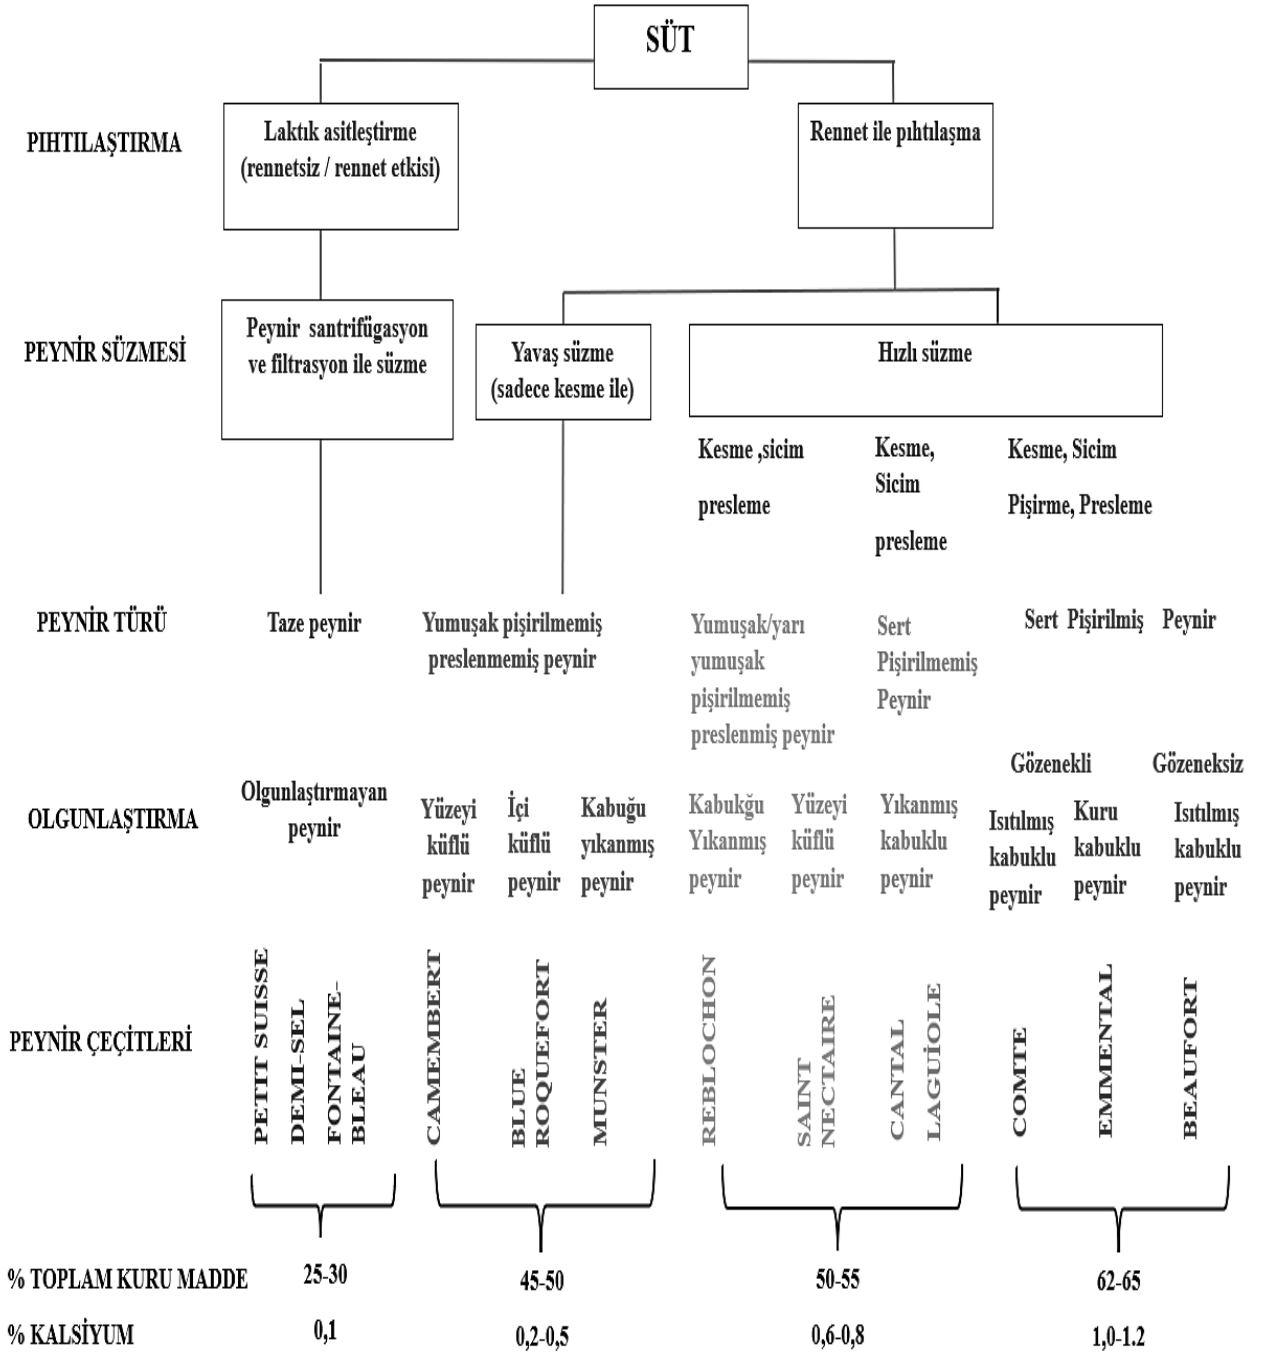 SÜT
PIHTILAŞTIRMA
Laktık asitleştirme
(rennetsiz / rennet etkisi)
Rennet ile pıhtılaşma
PEYNİR SÜZMESİ
Peynir santrifügasyon
ve filtrasyon ile süzme
Yavaş süzme
(sadece kesme ile)
Hızlı süzme
Kesme ,sicim
presleme
Kesme,
Sicim
presleme
Kesme, Sicim
Pişirme, Presleme
PEYNİR TÜRÜ
Taze peynir
Yumuşak pişirilmemiş
preslenmemiş peynir
Yumuşak/yarı
yumuşak
pişirilmemiş
preslenmiş peynir
Sert
Pişirilmemiş
Peynir
Sert Pişirilmiş Peynir
Gözenekli
Gözeneksiz
OLGUNLAŞTIRMA
Olgunlaştırmayan
peynir
Yüzeyi
küflü
peynir
İçi
küflü
peynir
Kabuğu
yıkanmış
peynir
Kabukğu
Yıkanmış
peynir
Yüzeyi
küflü
peynir
Yıkanmış
kabuklu
peynir
Isıtılmış
kabuklu
peynir
Kuru
kabuklu
peynir
Isıtılmış
kabuklu
peynir
PEYNİR ÇEÇİTLERİ
PETIT SUISSE
DEMI-SEL
FONTAINE-
BLEAU
CAMEMBERT
BLUE
ROQUEFORT
MUNSTER
REBLOCHON
SAINT
NECTAIRE
CANTAL
LAGUİOLE
COMTE
EMMENTAL
BEAUFORT
% TOPLAM KURU MADDE
25-30
45-50
50-55
62-65
% KALSİYUM
0,1
0,2-0,5
0,6-0,8
1,0-1.2